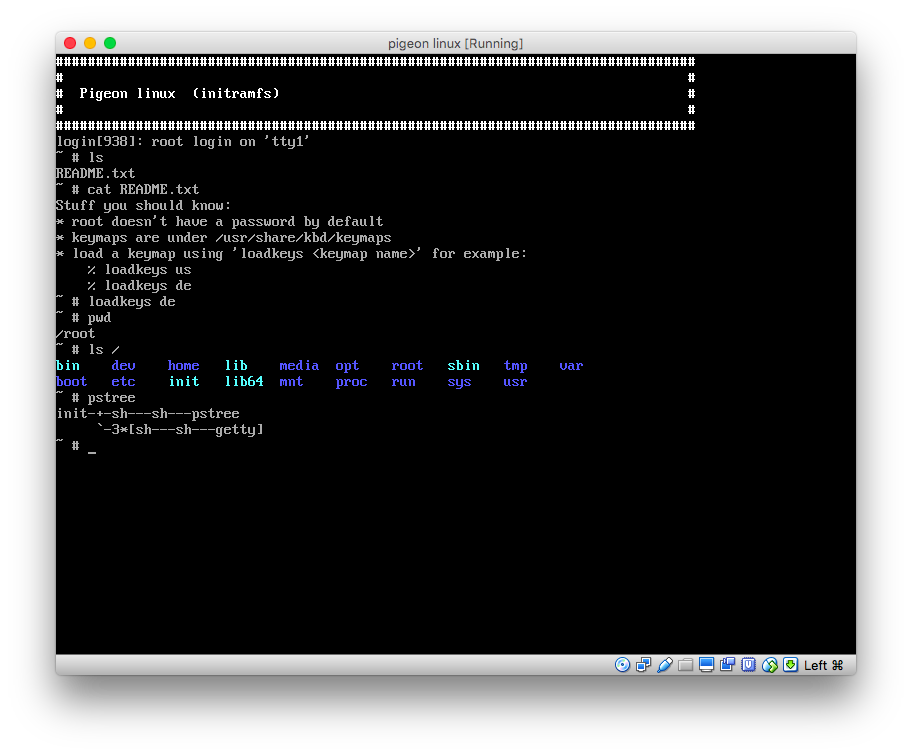 pigeon linux [Running]
################################################################################
#                                                                              #
#  Pigeon linux  (initramfs)                                                   #
#                                                                              #
################################################################################
login[938]: root login on 'tty1'
~ # ls
README.txt
~ # cat README.txt
Stuff you should know:
* root doesn't have a password by default
* keymaps are under /usr/share/kbd/keymaps
* load a keymap using 'loadkeys <keymap name>' for example:
    % loadkeys us
    % loadkeys de
~ # loadkeys de
~ # pwd
/root
~ # ls /
bin    dev    home   lib    media  opt    root   sbin   tmp    var
boot   etc    init   lib64  mnt    proc   run    sys    usr
~ # pstree
init-+-sh---sh---pstree
     `-3*[sh---sh---getty]
~ # _
Left ⌘